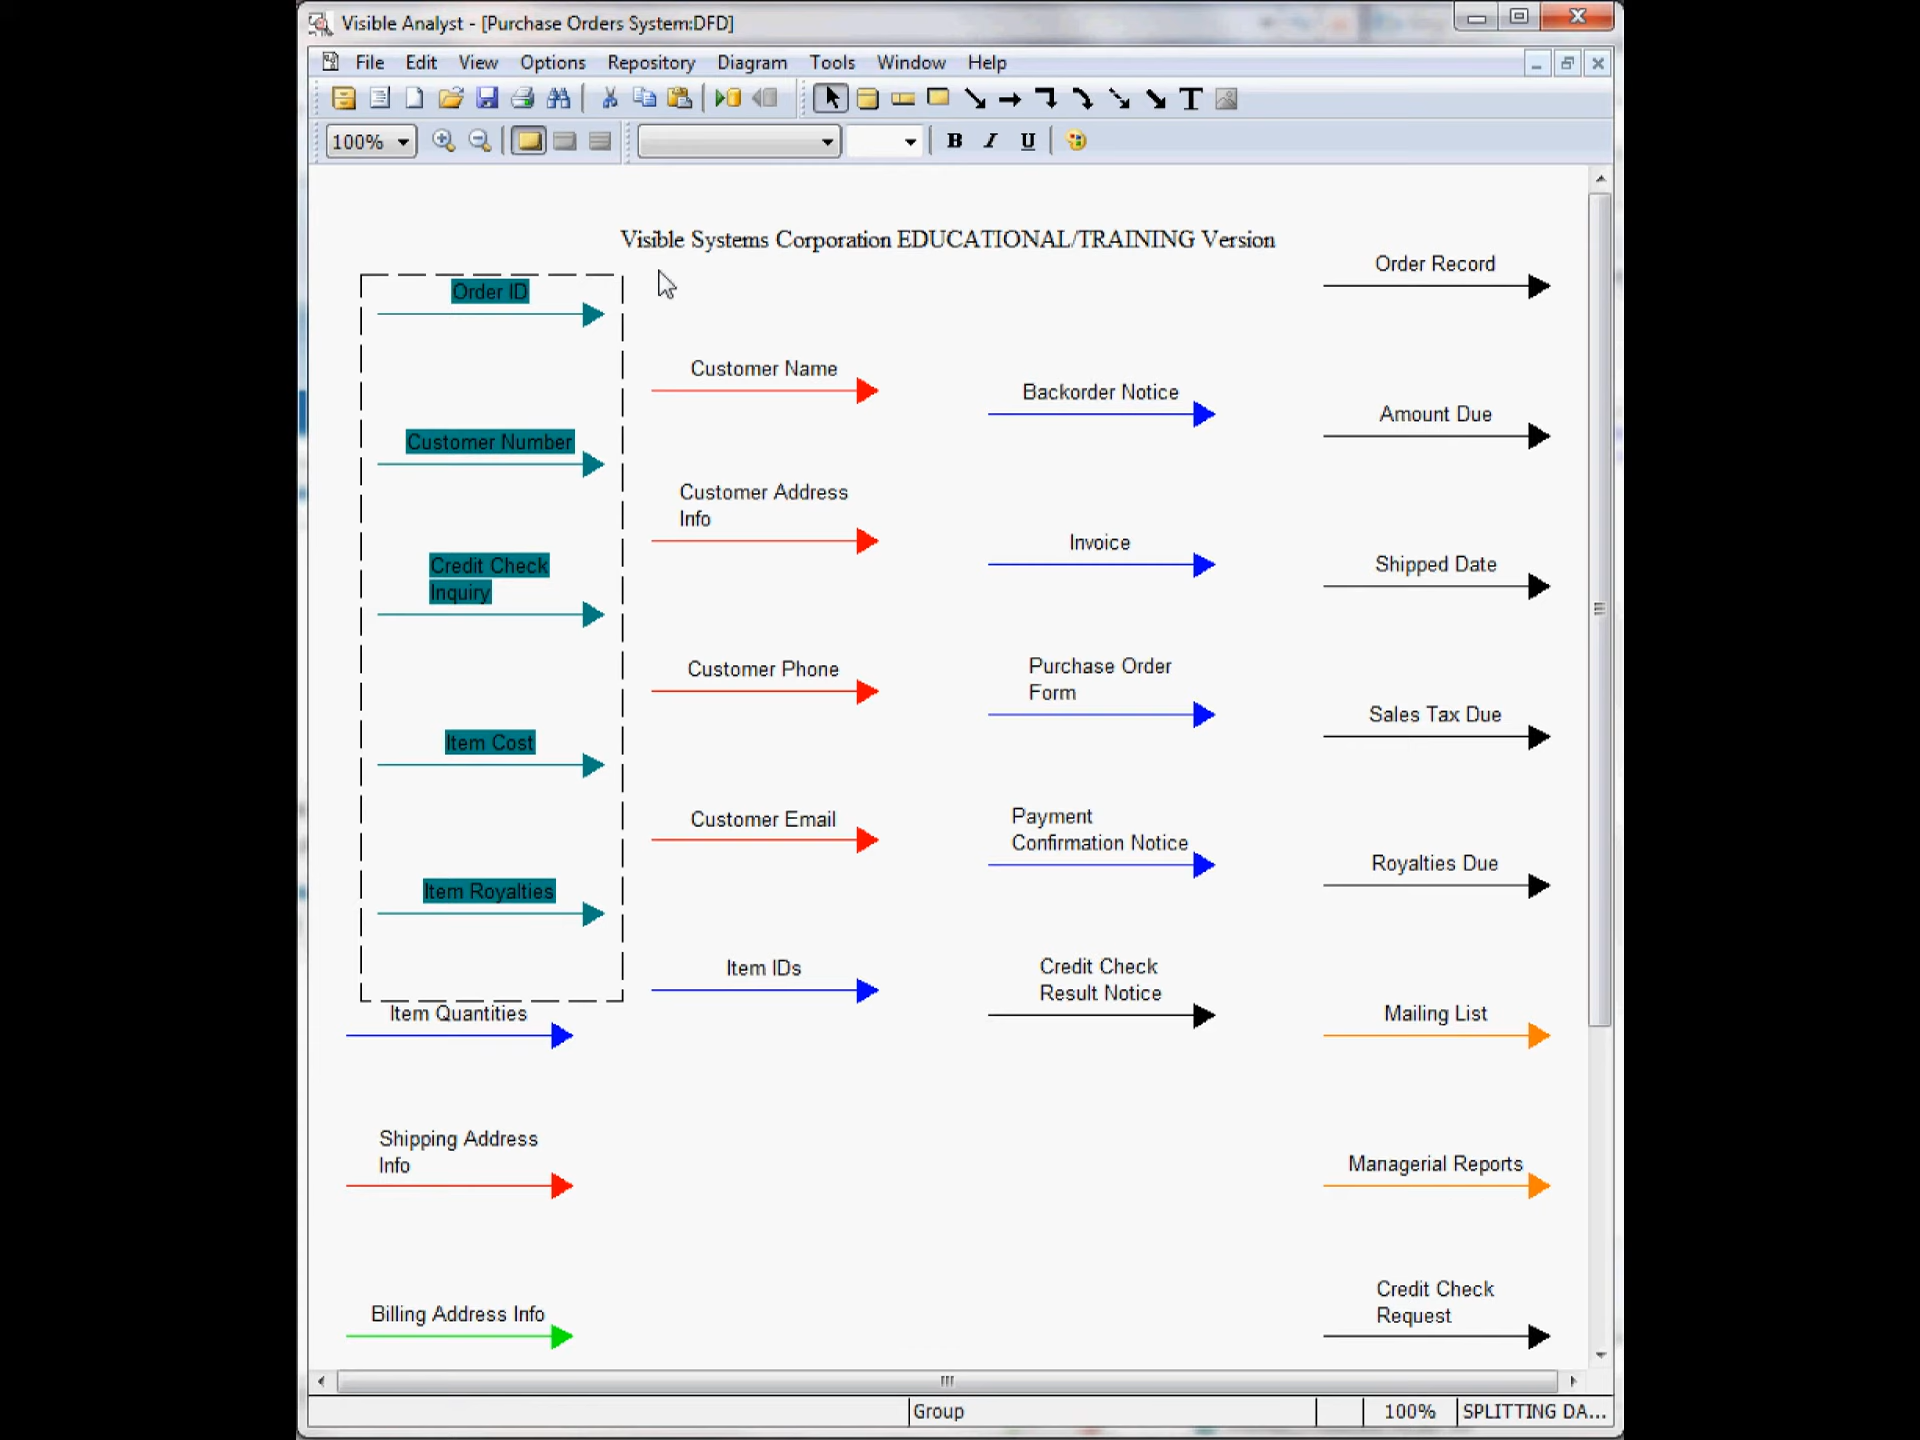 Visible Analyst - [Purchase Orders System:DFD]
File Edit View Options Repository Diagram Tools Window Help
T
100% B I U
Visible Systems Corporation EDUCATIONAL/TRAINING Version
Order ID
Customer Number
Credit Check
Inquiry
Item Cost
Item Royalties
Item Quantities
Shipping Address
Info
Billing Address Info
Customer Name
Customer Address
Info
Customer Phone
Customer Email
Item IDs
Backorder Notice
Invoice
Purchase Order
Form
Payment
Confirmation Notice
Credit Check
Result Notice
Order Record
Amount Due
Shipped Date
Sales Tax Due
Royalties Due
Mailing List
Managerial Reports
Credit Check
Request
Group 100% SPLITTING DA...